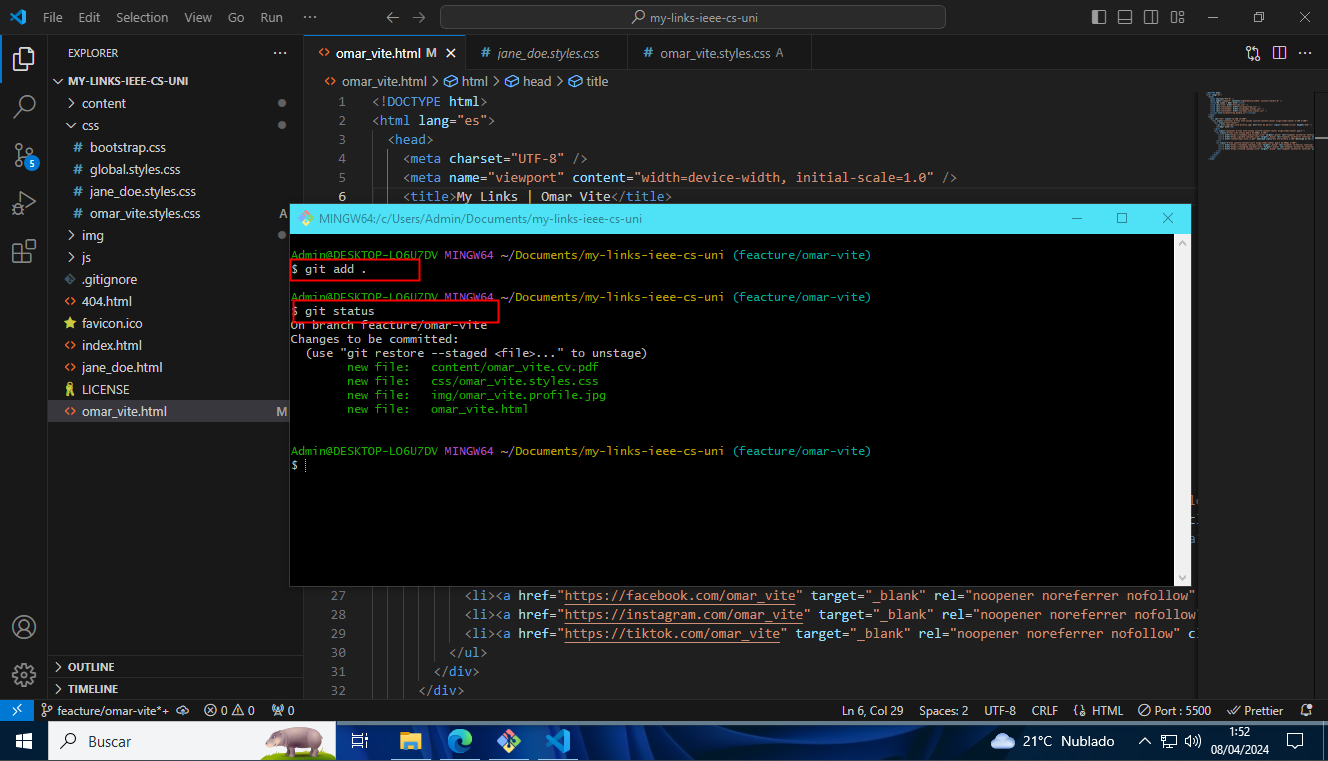 File Edit Selection View Go Run ···
my-links-ieee-cs-uni
EXPLORER ···
MY-LINKS-IEEE-CS-UNI
content
css
bootstrap.css
global.styles.css
jane_doe.styles.css
omar_vite.styles.css A
img
js
.gitignore
404.html
favicon.ico
index.html
jane_doe.html
LICENSE
omar_vite.html M
OUTLINE
TIMELINE
5
omar_vite.html M
jane_doe.styles.css
omar_vite.styles.css A
omar_vite.html > html > head > title
1 <!DOCTYPE html>
2 <html lang="es">
3 <head>
4 <meta charset="UTF-8" />
5 <meta name="viewport" content="width=device-width, initial-scale=1.0" />
6 <title>My Links | Omar Vite</title>
MINGW64:/c/Users/Admin/Documents/my-links-ieee-cs-uni
Admin@DESKTOP-LO6U7DV MINGW64 ~/Documents/my-links-ieee-cs-uni (feacture/omar-vite)
$ git add .
Admin@DESKTOP-LO6U7DV MINGW64 ~/Documents/my-links-ieee-cs-uni (feacture/omar-vite)
$ git status
On branch feacture/omar-vite
Changes to be committed:
(use "git restore --staged <file>..." to unstage)
new file: content/omar_vite.cv.pdf
new file: css/omar_vite.styles.css
new file: img/omar_vite.profile.jpg
new file: omar_vite.html
Admin@DESKTOP-LO6U7DV MINGW64 ~/Documents/my-links-ieee-cs-uni (feacture/omar-vite)
$
27 <li><a href="https://facebook.com/omar_vite" target="_blank" rel="noopener noreferrer nofollow"
28 <li><a href="https://instagram.com/omar_vite" target="_blank" rel="noopener noreferrer nofollow
29 <li><a href="https://tiktok.com/omar_vite" target="_blank" rel="noopener noreferrer nofollow" c
30 </ul>
31 </div>
32 </div>
feacture/omar-vite*+ 0 0 0 Ln 6, Col 29 Spaces: 2 UTF-8 CRLF HTML Port : 5500 Prettier
Buscar
21°C Nublado
1:52
08/04/2024